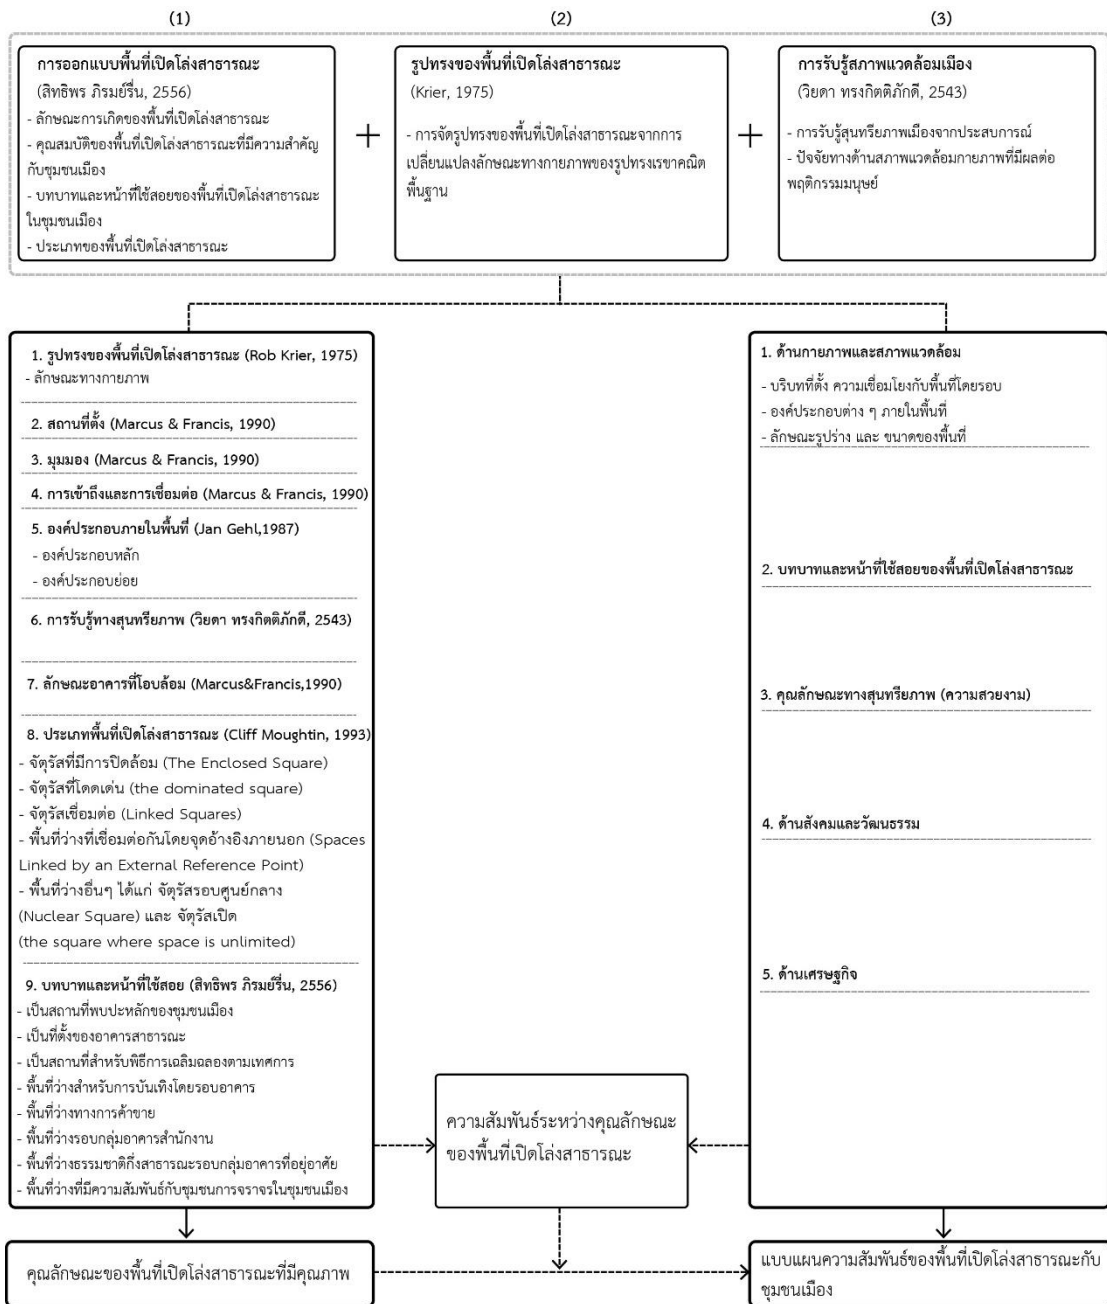 (1)
(2)
(3)
การออกแบบพื้นที่เปิดโล่งสาธารณะ
(สิทธิพร ภิรมย์รื่น, 2556)
- ลักษณะการเกิดของพื้นที่เปิดโล่งสาธารณะ
- คุณสมบัติของพื้นที่เปิดโล่งสาธารณะที่มีความสำคัญ
กับชุมชนเมือง
- บทบาทและหน้าที่ใช้สอยของพื้นที่เปิดโล่งสาธารณะ
ในชุมชนเมือง
- ประเภทของพื้นที่เปิดโล่งสาธารณะ
+
รูปทรงของพื้นที่เปิดโล่งสาธารณะ
(Krier, 1975)
- การจัดรูปทรงของพื้นที่เปิดโล่งสาธารณะจากการ
เปลี่ยนแปลงลักษณะทางกายภาพของรูปทรงเรขาคณิต
พื้นฐาน
+
การรับรู้สภาพแวดล้อมเมือง
(วิยดา ทรงกิตติภักดี, 2543)
- การรับรู้สุนทรียภาพเมืองจากประสบการณ์
- ปัจจัยทางด้านสภาพแวดล้อมกายภาพที่มีผลต่อ
พฤติกรรมมนุษย์
1. รูปทรงของพื้นที่เปิดโล่งสาธารณะ (Rob Krier, 1975)
- ลักษณะทางกายภาพ
2. สถานที่ตั้ง (Marcus & Francis, 1990)
3. มุมมอง (Marcus & Francis, 1990)
4. การเข้าถึงและการเชื่อมต่อ (Marcus & Francis, 1990)
5. องค์ประกอบภายในพื้นที่ (Jan Gehl,1987)
- องค์ประกอบหลัก
- องค์ประกอบย่อย
6. การรับรู้ทางสุนทรียภาพ (วิยดา ทรงกิตติภักดี, 2543)
7. ลักษณะอาคารที่โอบล้อม (Marcus&Francis,1990)
8. ประเภทพื้นที่เปิดโล่งสาธารณะ (Cliff Moughtin, 1993)
- จัตุรัสที่มีการปิดล้อม (The Enclosed Square)
- จัตุรัสที่โดดเด่น (the dominated square)
- จัตุรัสเชื่อมต่อ (Linked Squares)
- พื้นที่ว่างที่เชื่อมต่อกันโดยจุดอ้างอิงภายนอก (Spaces
Linked by an External Reference Point)
- พื้นที่ว่างอื่นๆ ได้แก่ จัตุรัสรอบศูนย์กลาง
(Nuclear Square) และ จัตุรัสเปิด
(the square where space is unlimited)
9. บทบาทและหน้าที่ใช้สอย (สิทธิพร ภิรมย์รื่น, 2556)
- เป็นสถานที่พบปะหลักของชุมชนเมือง
- เป็นที่ตั้งของอาคารสาธารณะ
- เป็นสถานที่สำหรับพิธีการเฉลิมฉลองตามเทศการ
- พื้นที่ว่างสำหรับการบันเทิงโดยรอบอาคาร
- พื้นที่ว่างทางการค้าขาย
- พื้นที่ว่างรอบกลุ่มอาคารสำนักงาน
- พื้นที่ว่างธรรมชาติกึ่งสาธารณะรอบกลุ่มอาคารที่อยู่อาศัย
- พื้นที่ว่างที่มีความสัมพันธ์กับชุมชนการจราจรในชุมชนเมือง
1. ด้านกายภาพและสภาพแวดล้อม
- บริบทที่ตั้ง ความเชื่อมโยงกับพื้นที่โดยรอบ
- องค์ประกอบต่าง ๆ ภายในพื้นที่
- ลักษณะรูปร่าง และ ขนาดของพื้นที่
2. บทบาทและหน้าที่ใช้สอยของพื้นที่เปิดโล่งสาธารณะ
3. คุณลักษณะทางสุนทรียภาพ (ความสวยงาม)
4. ด้านสังคมและวัฒนธรรม
5. ด้านเศรษฐกิจ
ความสัมพันธ์ระหว่างคุณลักษณะ
ของพื้นที่เปิดโล่งสาธารณะ
คุณลักษณะของพื้นที่เปิดโล่งสาธารณะที่มีคุณภาพ
แบบแผนความสัมพันธ์ของพื้นที่เปิดโล่งสาธารณะกับ
ชุมชนเมือง